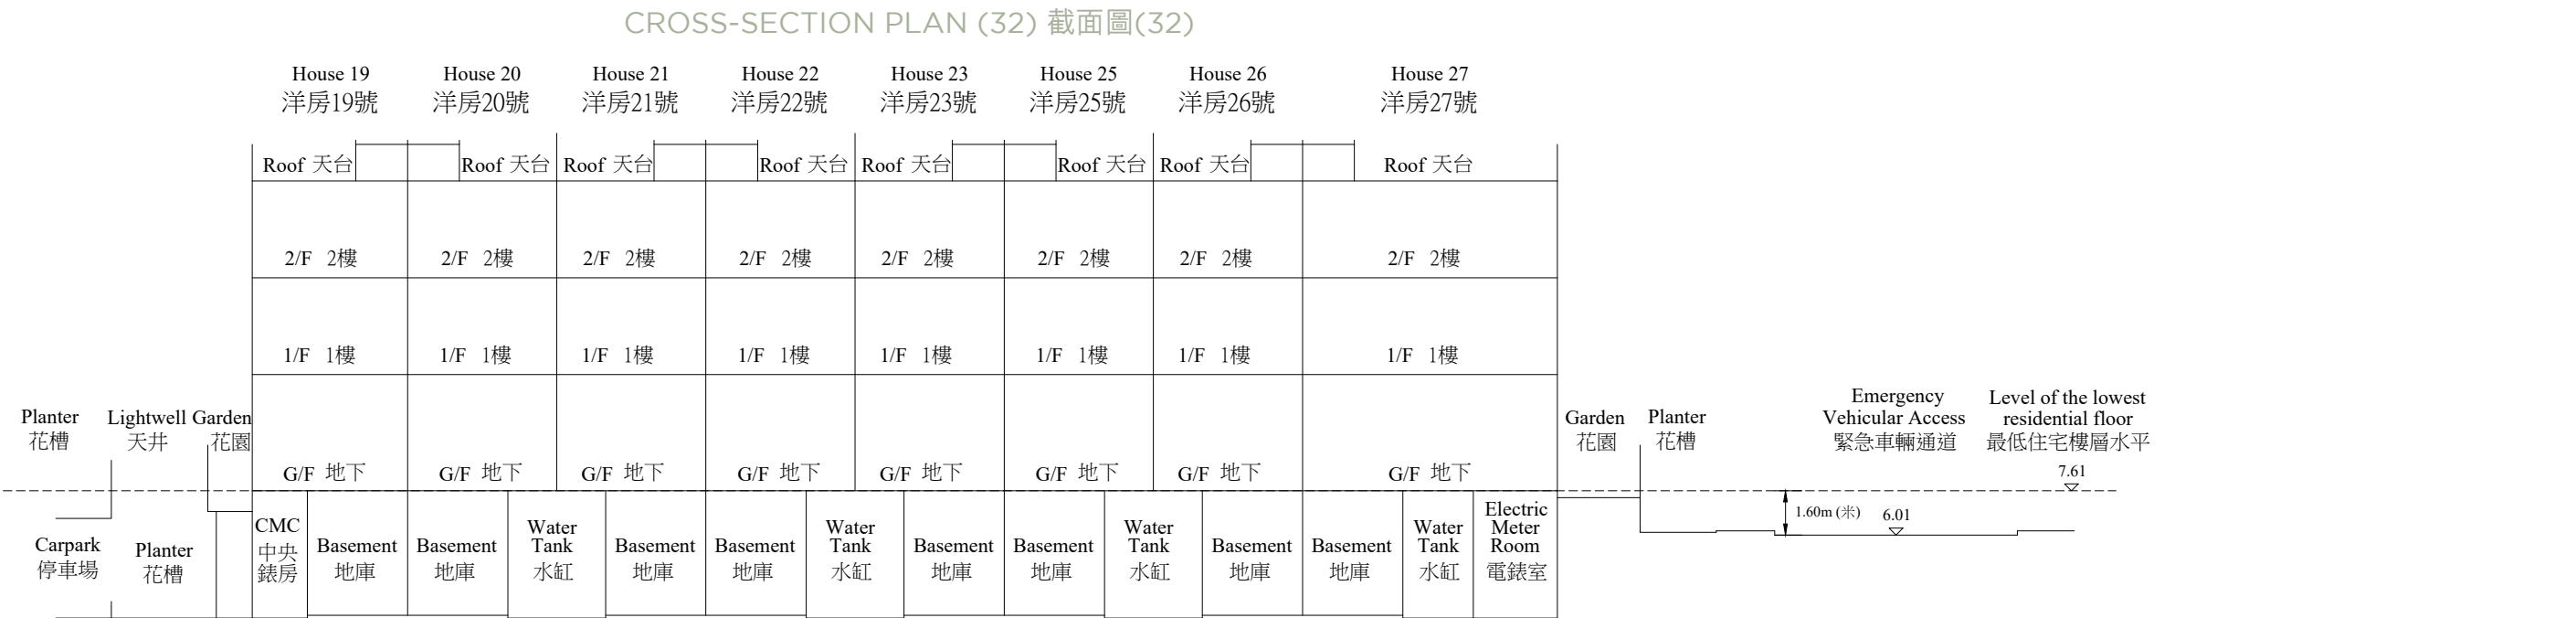 CROSS-SECTION PLAN (32) 截面圖(32)
House 19 House 20 House 21 House 22 House 23 House 25 House 26 House 27
洋房19號 洋房20號 洋房21號 洋房22號 洋房23號 洋房25號 洋房26號 洋房27號
Roof 天台 Roof 天台 Roof 天台 Roof 天台 Roof 天台 Roof 天台 Roof 天台 Roof 天台
2/F 2樓 2/F 2樓 2/F 2樓 2/F 2樓 2/F 2樓 2/F 2樓 2/F 2樓 2/F 2樓
1/F 1樓 1/F 1樓 1/F 1樓 1/F 1樓 1/F 1樓 1/F 1樓 1/F 1樓 1/F 1樓
Planter
花槽
Lightwell
天井
Garden
花園
G/F 地下 G/F 地下 G/F 地下 G/F 地下 G/F 地下 G/F 地下 G/F 地下 G/F 地下
Garden
花園
Planter
花槽
Emergency
Vehicular Access
緊急車輛通道
Level of the lowest
residential floor
最低住宅樓層水平
7.61
1.60m (米)
6.01
Carpark
停車場
Planter
花槽
CMC
中央
錶房
Basement
地庫
Basement
地庫
Water
Tank
水缸
Basement
地庫
Basement
地庫
Water
Tank
水缸
Basement
地庫
Basement
地庫
Water
Tank
水缸
Basement
地庫
Basement
地庫
Water
Tank
水缸
Electric
Meter
Room
電錶室